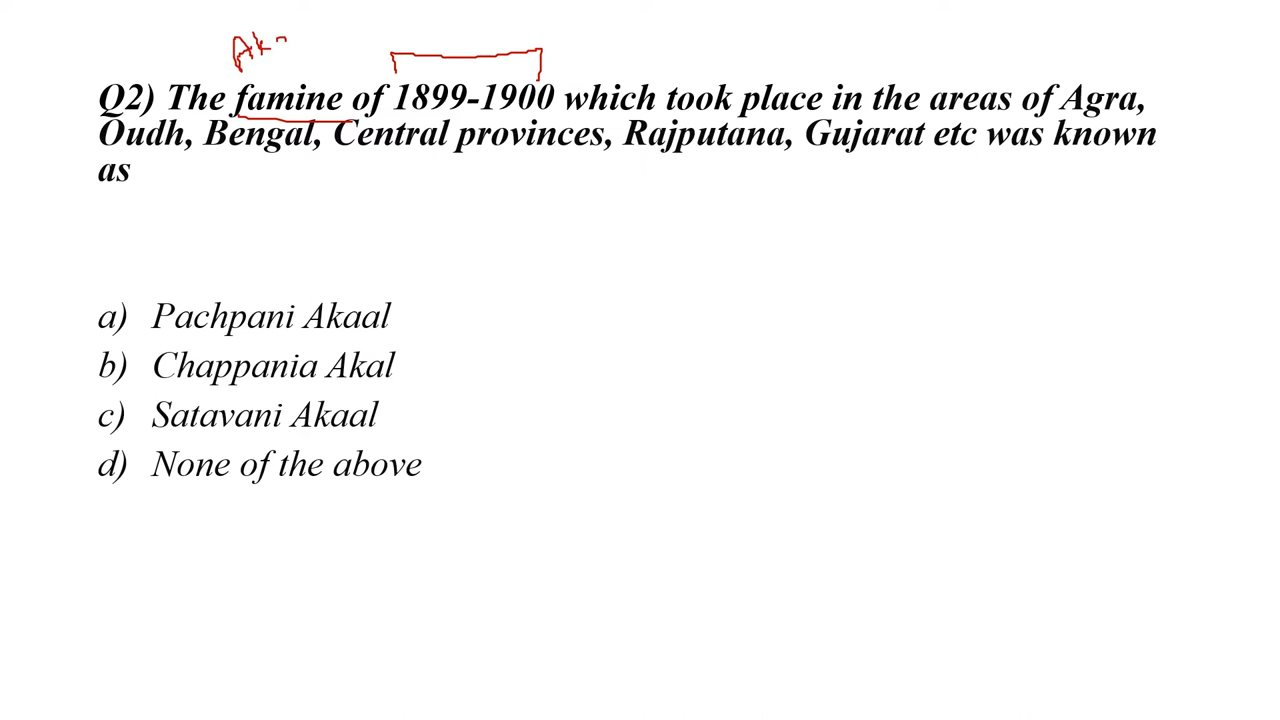 Ak
Q2) The famine of 1899-1900 which took place in the areas of Agra,
Oudh, Bengal, Central provinces, Rajputana, Gujarat etc was known
as
a) Pachpani Akaal
b) Chappania Akal
c) Satavani Akaal
d) None of the above